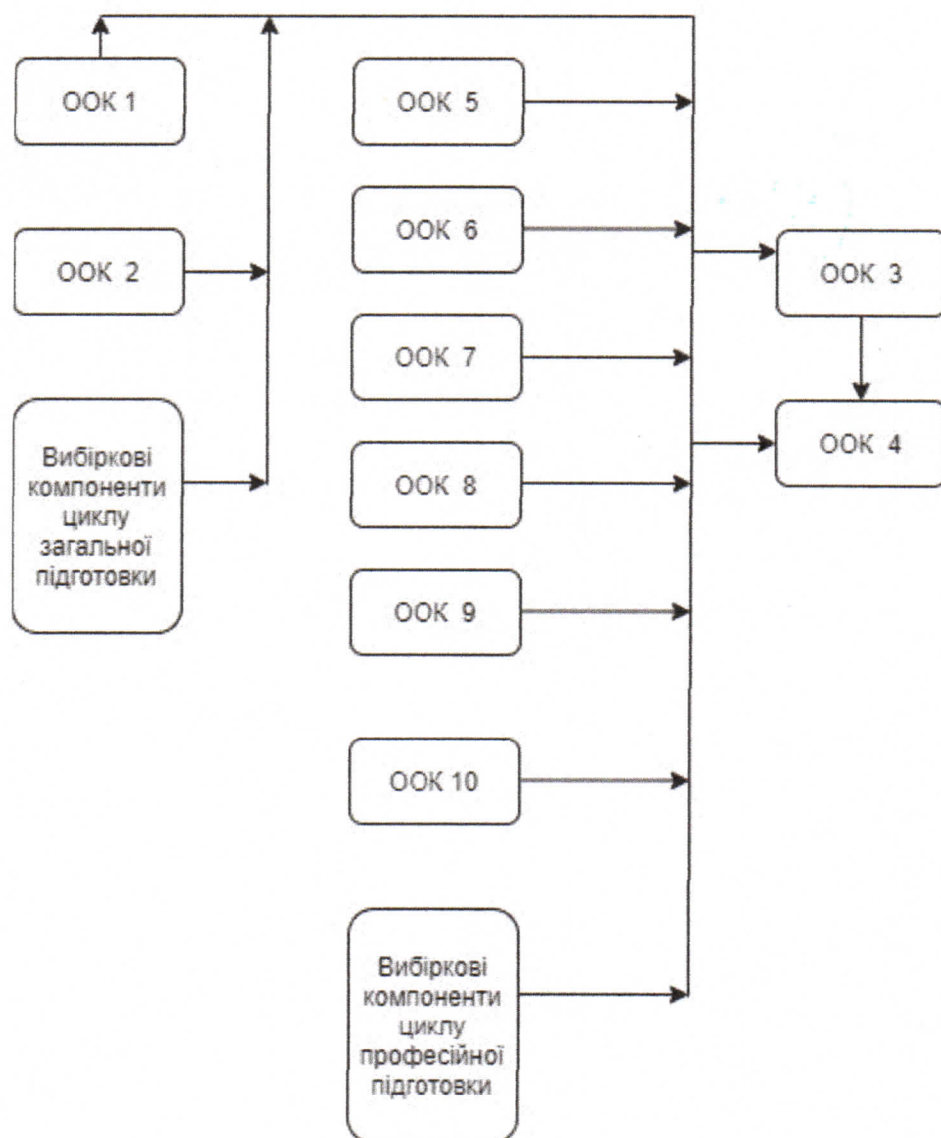 ООК 1
ООК 2
Вибіркові
компоненти
циклу
загальної
підготовки
ООК 5
ООК 6
ООК 7
ООК 8
ООК 9
ООК 10
Вибіркові
компоненти
циклу
професійної
підготовки
ООК 3
ООК 4